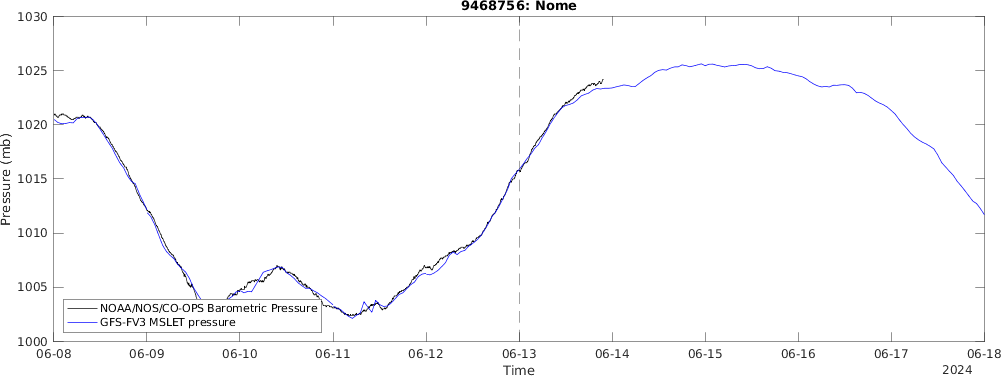 9468756: Nome
1030
1025
1020
1015
1010
1005
1000
Pressure (mb)
NOAA/NOS/CO-OPS Barometric Pressure
GFS-FV3 MSLET pressure
06-08 06-09 06-10 06-11 06-12 06-13 06-14 06-15 06-16 06-17 06-18
Time
2024